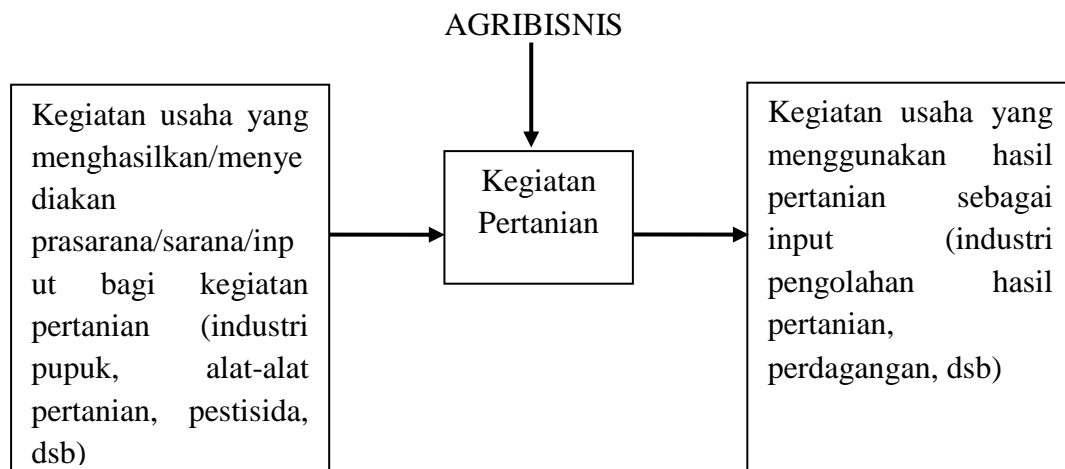 AGRIBISNIS
Kegiatan usaha yang
menghasilkan/menye
diakan
prasarana/sarana/inp
ut bagi kegiatan
pertanian (industri
pupuk, alat-alat
pertanian, pestisida,
dsb)
Kegiatan
Pertanian
Kegiatan usaha yang
menggunakan hasil
pertanian sebagai
input (industri
pengolahan hasil
pertanian,
perdagangan, dsb)